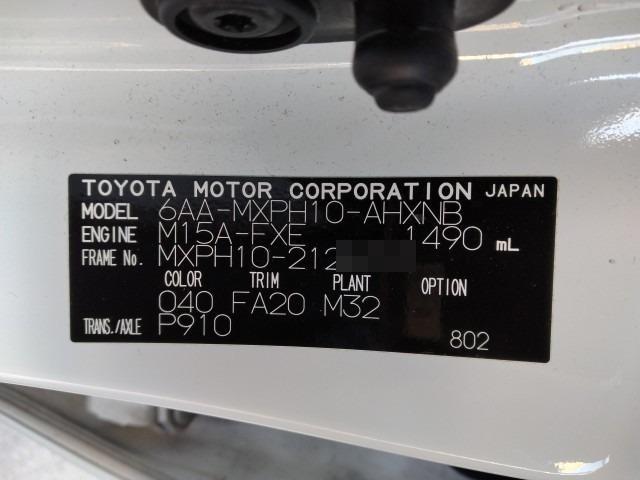 TOYOTA MOTOR CORPORATION JAPAN
MODEL 6AA-MXPH10-AHXNB
ENGINE M15A-FXE 1490 mL
FRAME No. MXPH10-212
COLOR TRIM PLANT OPTION
040 FA20 M32
TRANS./AXLE P910
802